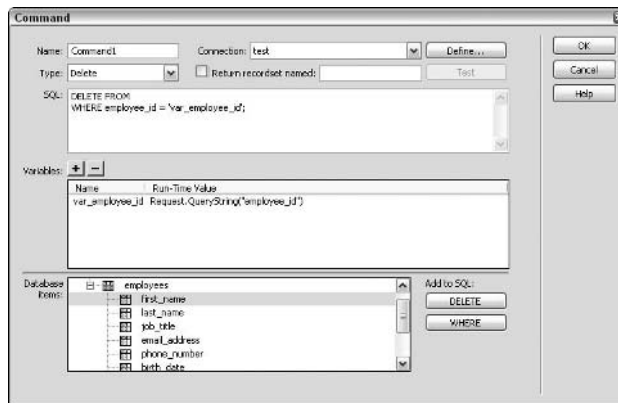 Command
Name: Command1 Connection: test Define... OK
Type: Delete Return recordset named: Test Cancel
SQL: DELETE FROM Help
WHERE employee_id = 'var_employee_id';
Variables: + −
Name Run-Time Value
var_employee_id Request.QueryString("employee_id")
Database Items: employees Add to SQL:
first_name DELETE
last_name WHERE
job_title
email_address
phone_number
birth_date